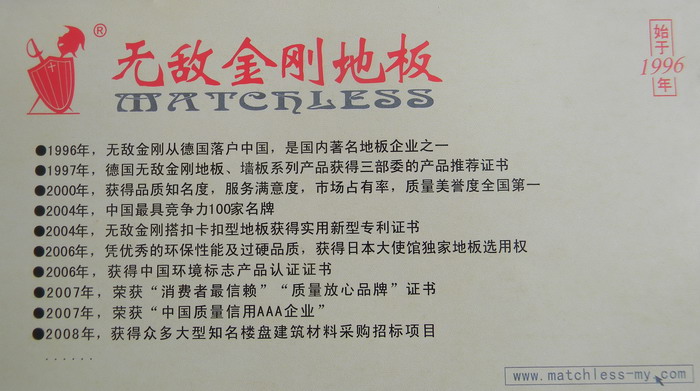 ®
无敌金刚地板
MATCHLESS
始于
1996
年
●1996年，无敌金刚从德国落户中国，是国内著名地板企业之一
●1997年，德国无敌金刚地板、墙板系列产品获得三部委的产品推荐证书
●2000年，获得品质知名度，服务满意度，市场占有率，质量美誉度全国第一
●2004年，中国最具竞争力100家名牌
●2004年，无敌金刚搭扣卡扣型地板获得实用新型专利证书
●2006年，凭优秀的环保性能及过硬品质，获得日本大使馆独家地板选用权
●2006年，获得中国环境标志产品认证证书
●2007年，荣获“消费者最信赖”“质量放心品牌”证书
●2007年，荣获“中国质量信用AAA企业”
●2008年，获得众多大型知名楼盘建筑材料采购招标项目
......
www.matchless-my.com